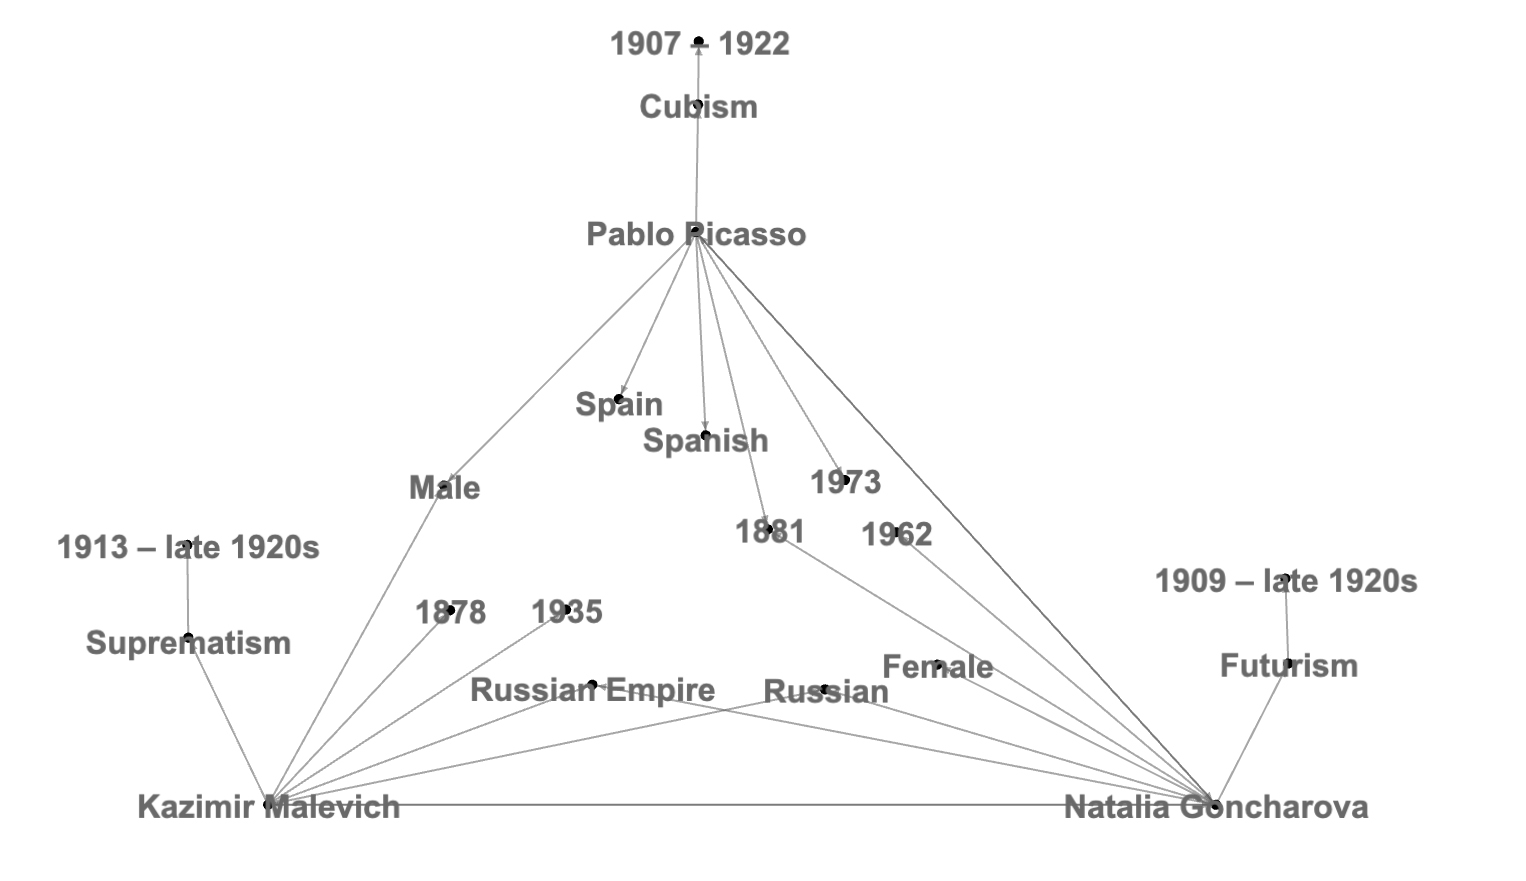 1907 – 1922
Cubism
Pablo Picasso
Spain
Spanish
Male
1973
1881
1962
1913 – late 1920s
1909 – late 1920s
1878
1935
Suprematism
Futurism
Female
Russian Empire
Russian
Kazimir Malevich
Natalia Goncharova